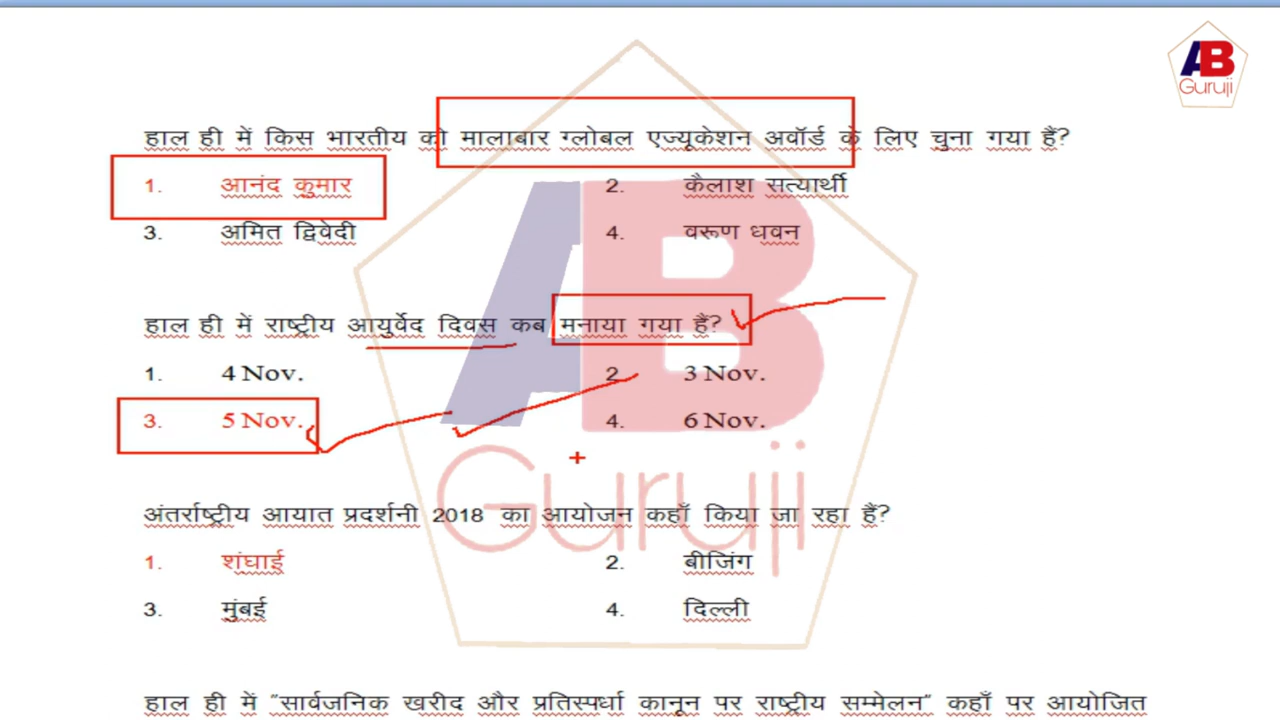 AB
Guruji
हाल ही में किस भारतीय को मालाबार ग्लोबल एज्यूकेशन अवॉर्ड के लिए चुना गया हैं?
1. आनंद कुमार 2. कैलाश सत्यार्थी
3. अमित द्विवेदी 4. वरूण धवन
हाल ही में राष्ट्रीय आयुर्वेद दिवस कब मनाया गया हैं?
1. 4 Nov. 2. 3 Nov.
3. 5 Nov. 4. 6 Nov.
AB
Guruji
अंतर्राष्ट्रीय आयात प्रदर्शनी 2018 का आयोजन कहाँ किया जा रहा हैं?
1. शंघाई 2. बीजिंग
3. मुंबई 4. दिल्ली
हाल ही में "सार्वजनिक खरीद और प्रतिस्पर्धा कानून पर राष्ट्रीय सम्मेलन" कहाँ पर आयोजित